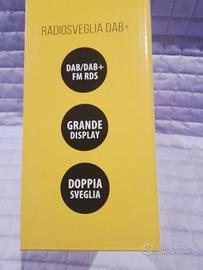 RADIOSVEGLIA DAB+
DAB/DAB+
FM RDS
GRANDE
DISPLAY
DOPPIA
SVEGLIA